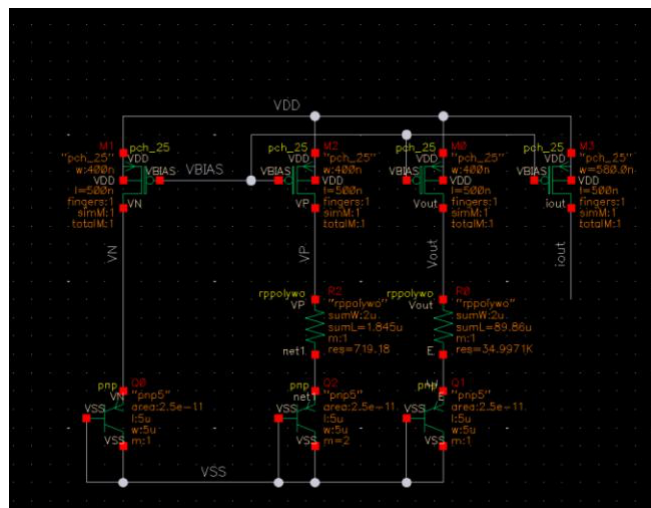 VDD
M1
pch_25
"pch_25"
w:400n
l=500n
fingers:1
simM:1
totalM:1
VDD
VDD
VBIAS
VN
VBIAS
M2
pch_25
"pch_25"
w:400n
l=500n
fingers:1
simM:1
totalM:1
VDD
VDD
VBIAS
VP
M0
pch_25
"pch_25"
w:400n
l=500n
fingers:1
simM:1
totalM:1
VDD
VDD
VBIAS
Vout
M3
pch_25
"pch_25"
w=580.0n
l=500n
fingers:1
simM:1
totalM:1
VDD
VDD
VBIAS
iout
VN
VP
Vout
iout
rppolywo
R2
VP
"rppolywo"
sumW:2u
sumL=1.845u
m:1
res=719.18
net1
rppolywo
R0
Vout
"rppolywo"
sumW:2u
sumL=89.86u
m:1
res=34.9971K
E
pnp
Q0
VN
"pnp5"
area:2.5e-11
l:5u
w:5u
m:1
VSS
VSS
pnp
Q2
net1
"pnp5"
area:2.5e-11
l:5u
w:5u
m=2
VSS
VSS
pnp
Q1
E
"pnp5"
area:2.5e-11
l:5u
w:5u
m:1
VSS
VSS
VSS